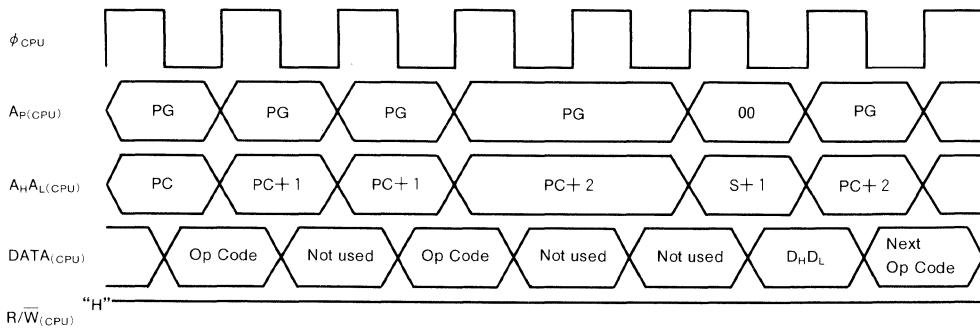 φCPU
AP(CPU) PG PG PG PG 00 PG
AHAL(CPU) PC PC+1 PC+1 PC+2 S+1 PC+2
DATA(CPU) Op Code Not used Op Code Not used Not used DHDL Next
Op Code
R/W̅(CPU) “H”